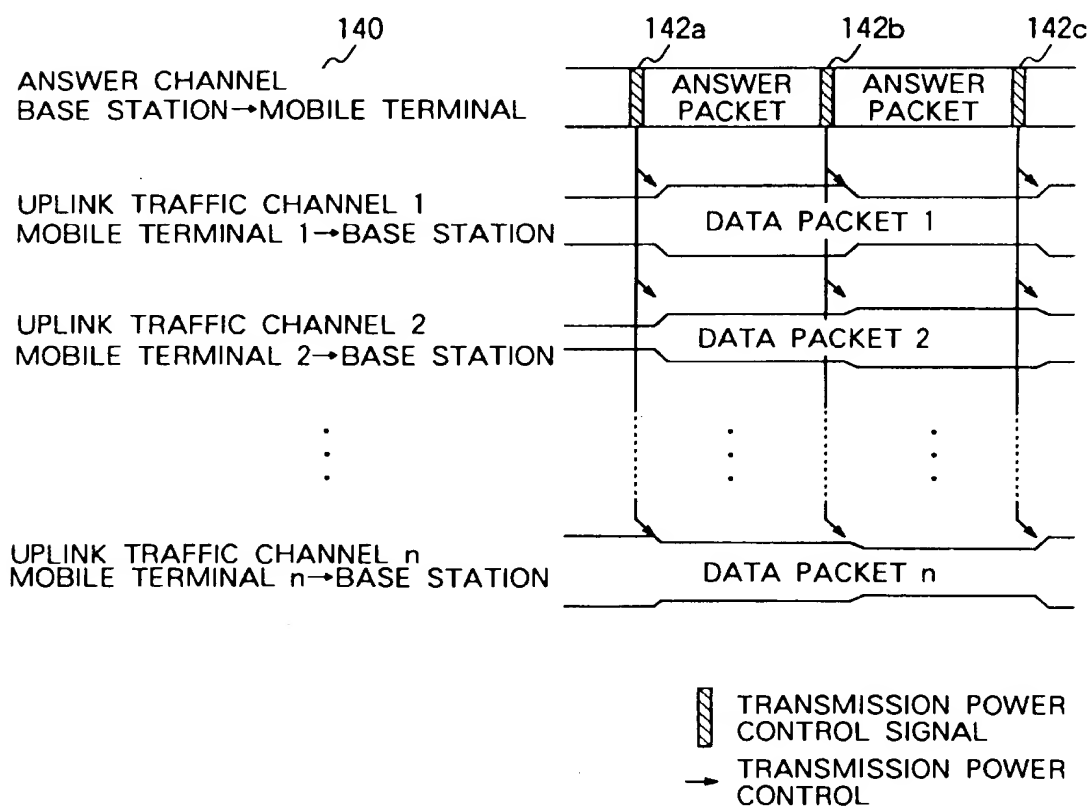 140
142a
142b
142c
ANSWER CHANNEL
BASE STATION→MOBILE TERMINAL
ANSWER
PACKET
ANSWER
PACKET
UPLINK TRAFFIC CHANNEL 1
MOBILE TERMINAL 1→BASE STATION
DATA PACKET 1
UPLINK TRAFFIC CHANNEL 2
MOBILE TERMINAL 2→BASE STATION
DATA PACKET 2
UPLINK TRAFFIC CHANNEL n
MOBILE TERMINAL n→BASE STATION
DATA PACKET n
TRANSMISSION POWER
CONTROL SIGNAL
TRANSMISSION POWER
CONTROL